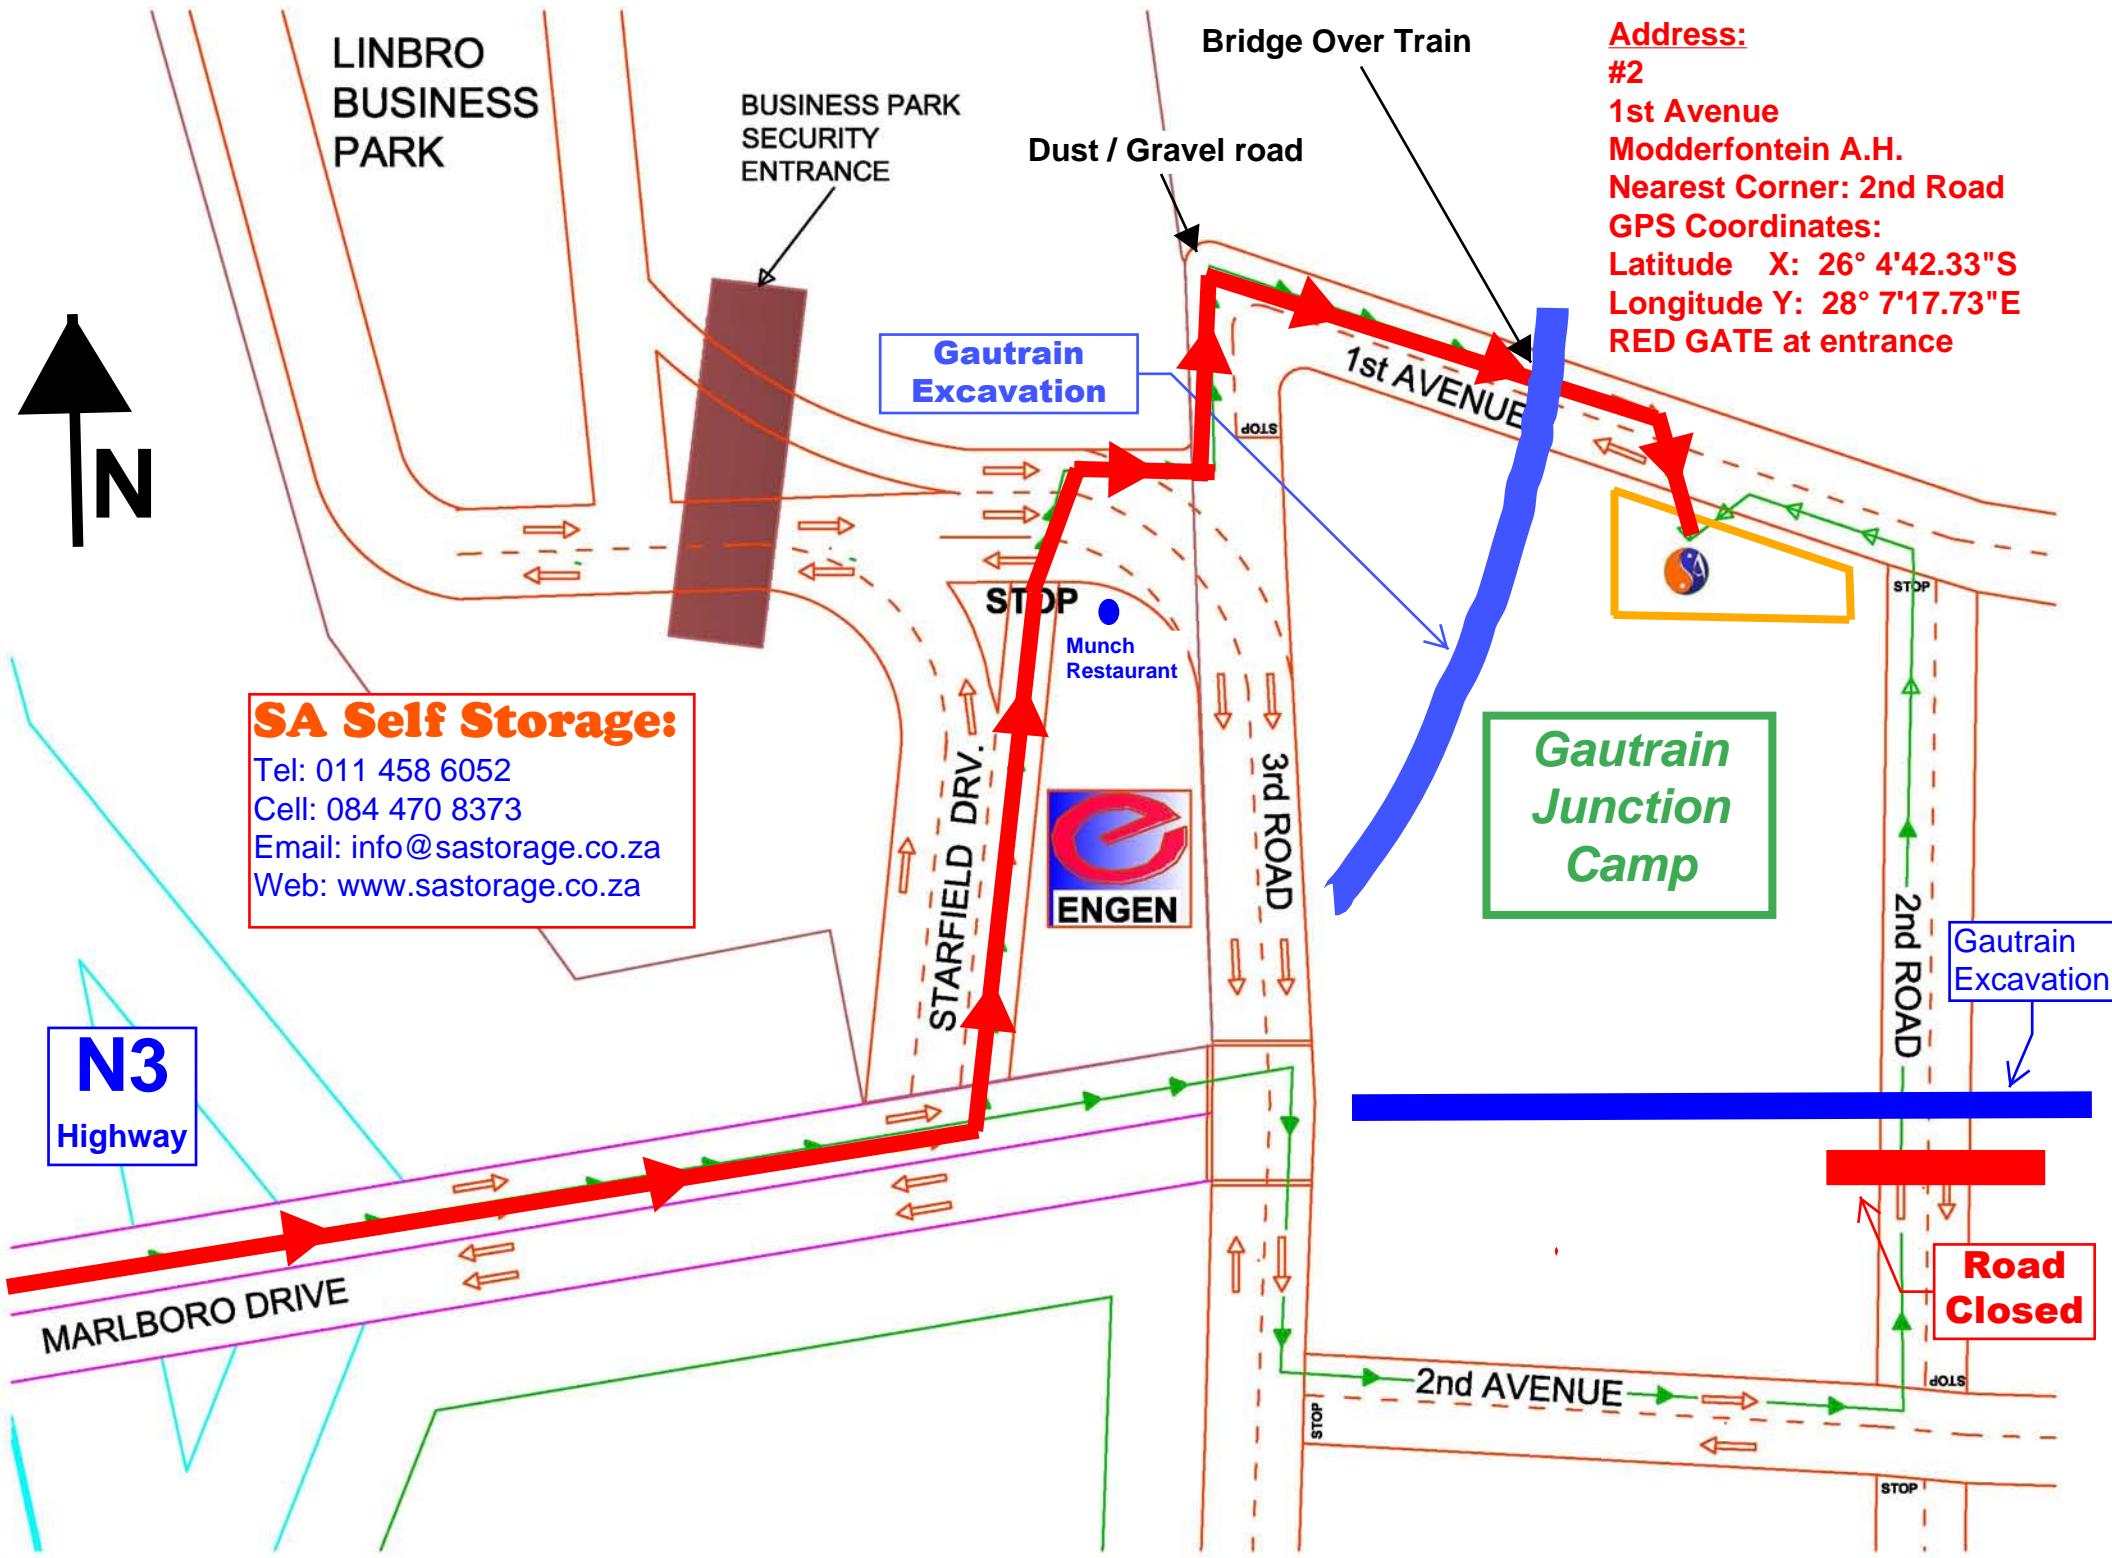 LINBRO
BUSINESS
PARK
BUSINESS PARK
SECURITY
ENTRANCE
Bridge Over Train
Dust / Gravel road
Address:
#2
1st Avenue
Modderfontein A.H.
Nearest Corner: 2nd Road
GPS Coordinates:
Latitude X: 26° 4'42.33"S
Longitude Y: 28° 7'17.73"E
RED GATE at entrance
N
Gautrain
Excavation
1st AVENUE
STOP
STOP
STOP
Munch
Restaurant
SA Self Storage:
Tel: 011 458 6052
Cell: 084 470 8373
Email: info@sastorage.co.za
Web: www.sastorage.co.za
STARFIELD DRV.
e
ENGEN
3rd ROAD
Gautrain
Junction
Camp
2nd ROAD
Gautrain
Excavation
N3
Highway
MARLBORO DRIVE
Road
Closed
2nd AVENUE
STOP
STOP
STOP